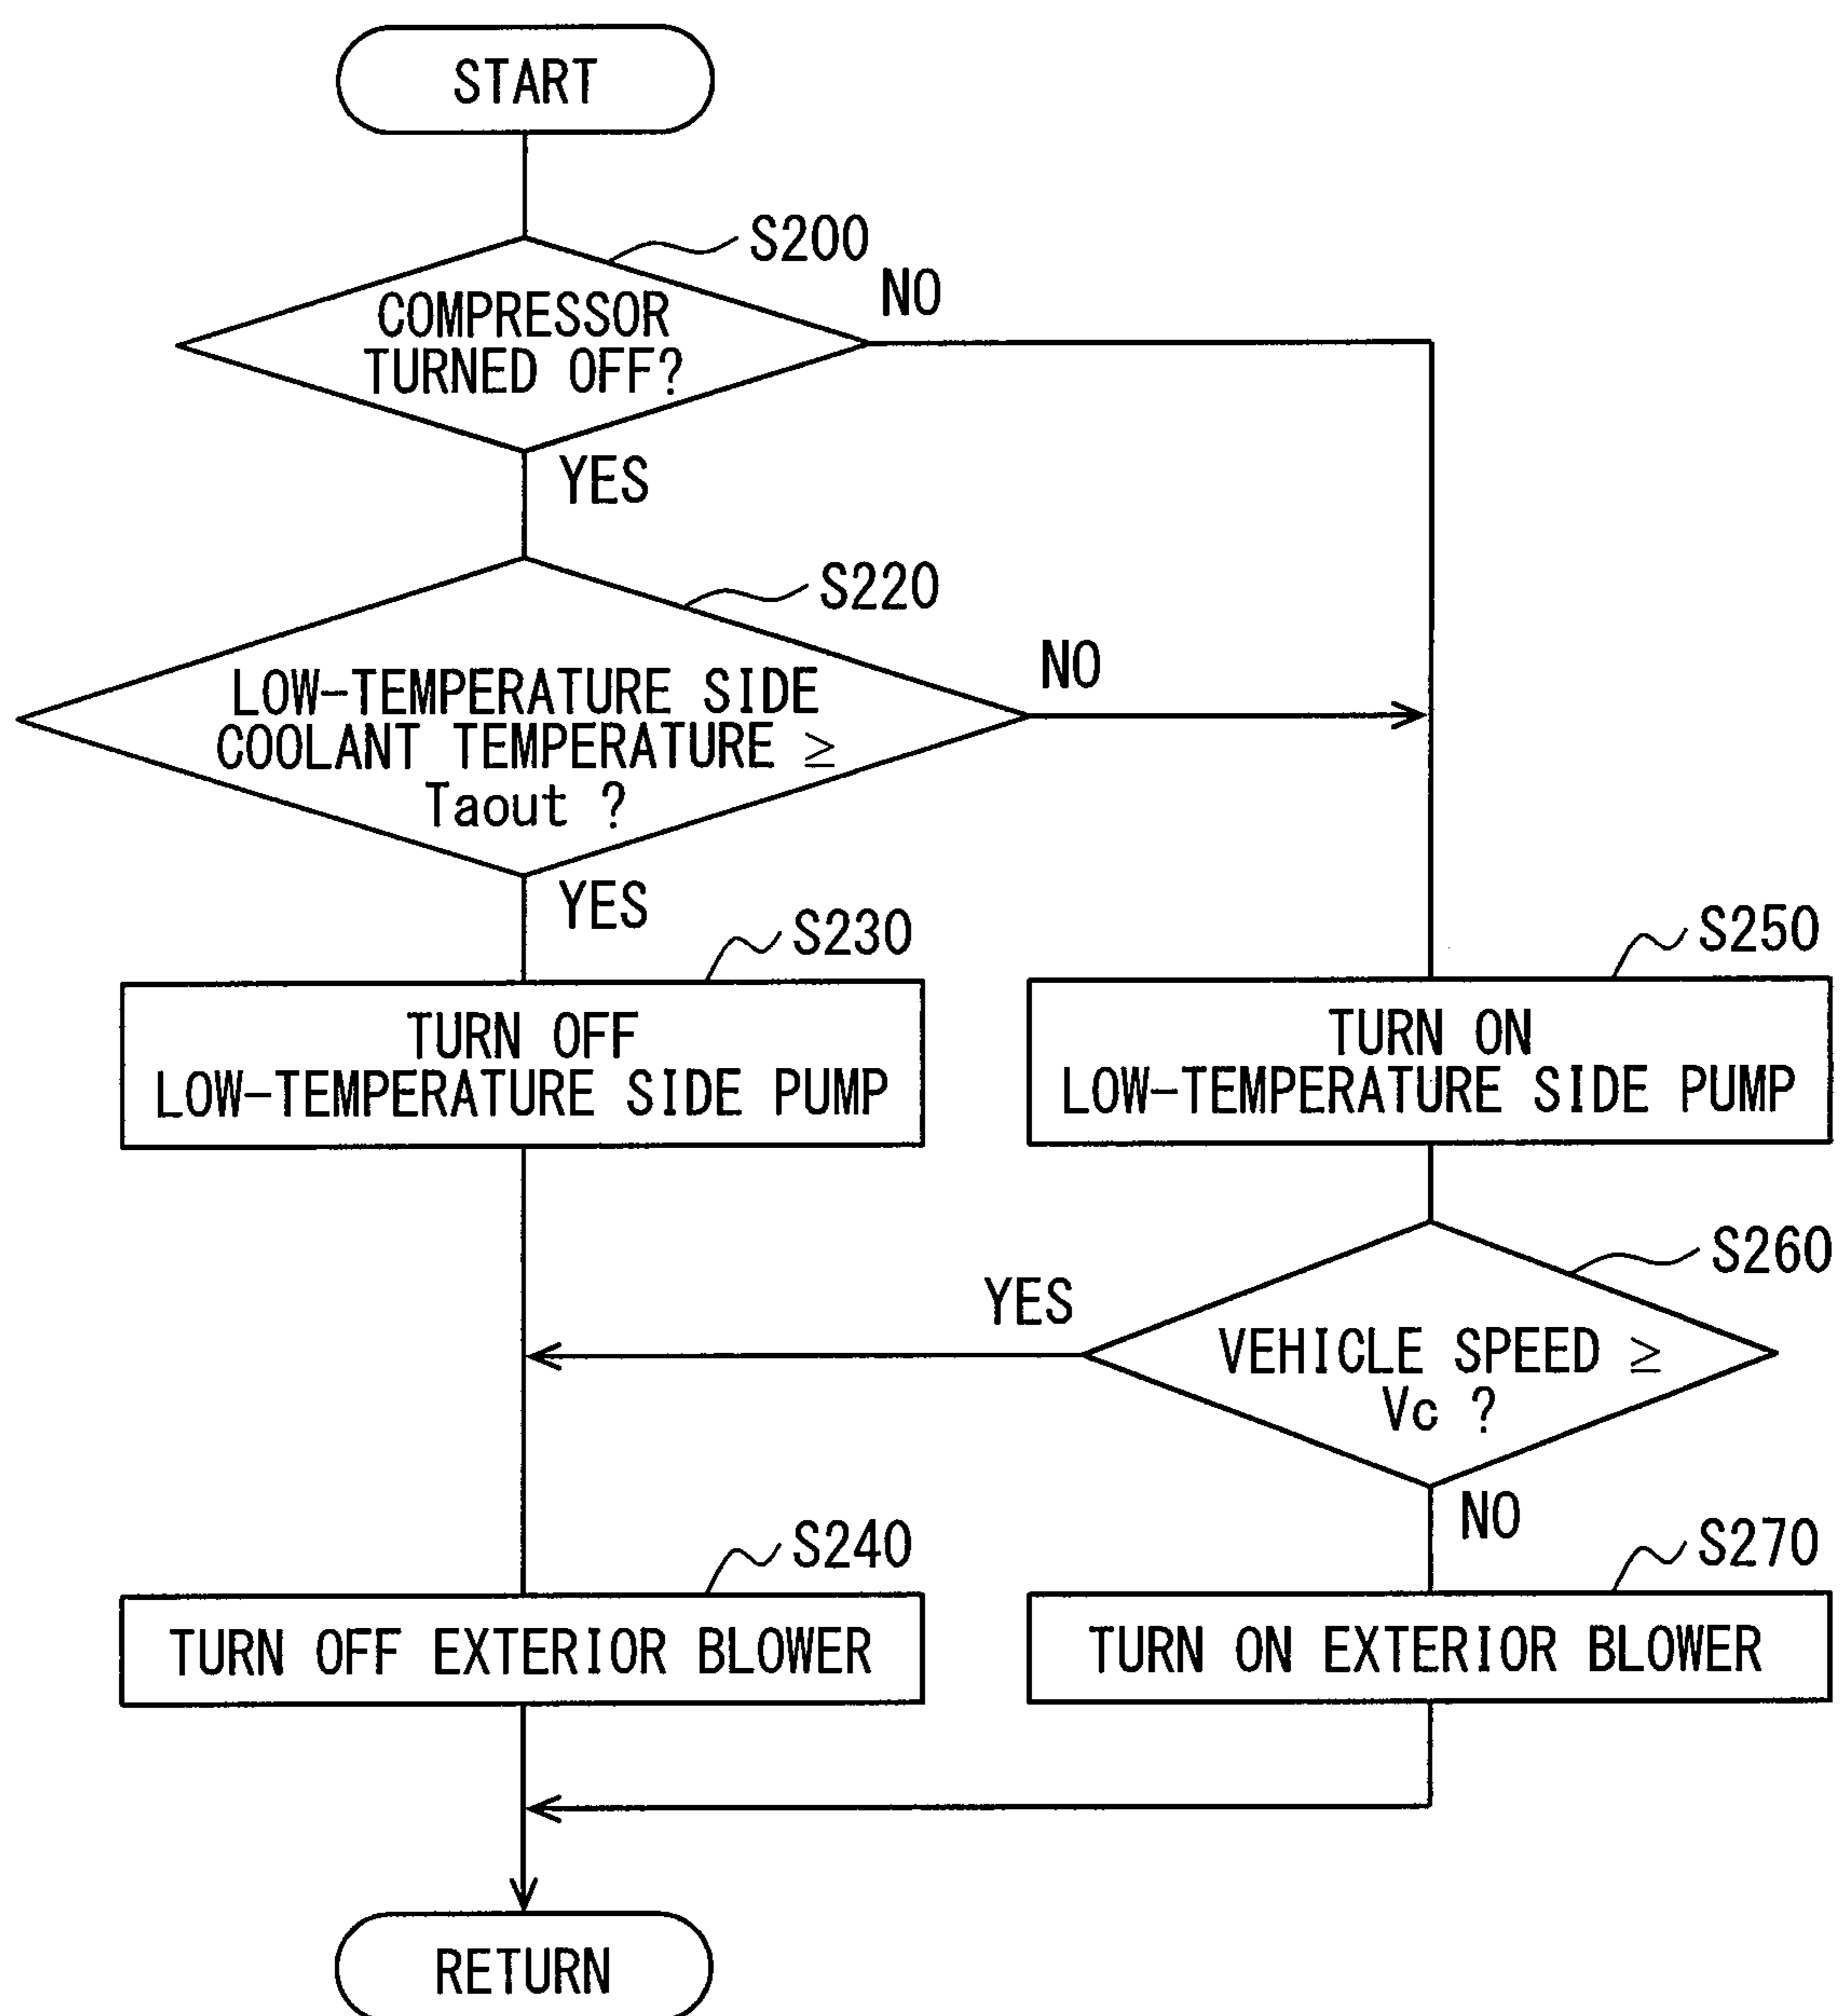 START
S200
NO
COMPRESSOR
TURNED OFF?
YES
S220
NO
LOW-TEMPERATURE SIDE
COOLANT TEMPERATURE ≥
Taout ?
YES
S230
S250
TURN OFF
LOW-TEMPERATURE SIDE PUMP
TURN ON
LOW-TEMPERATURE SIDE PUMP
S260
YES
VEHICLE SPEED ≥
Vc ?
NO
S240
S270
TURN OFF EXTERIOR BLOWER
TURN ON EXTERIOR BLOWER
RETURN